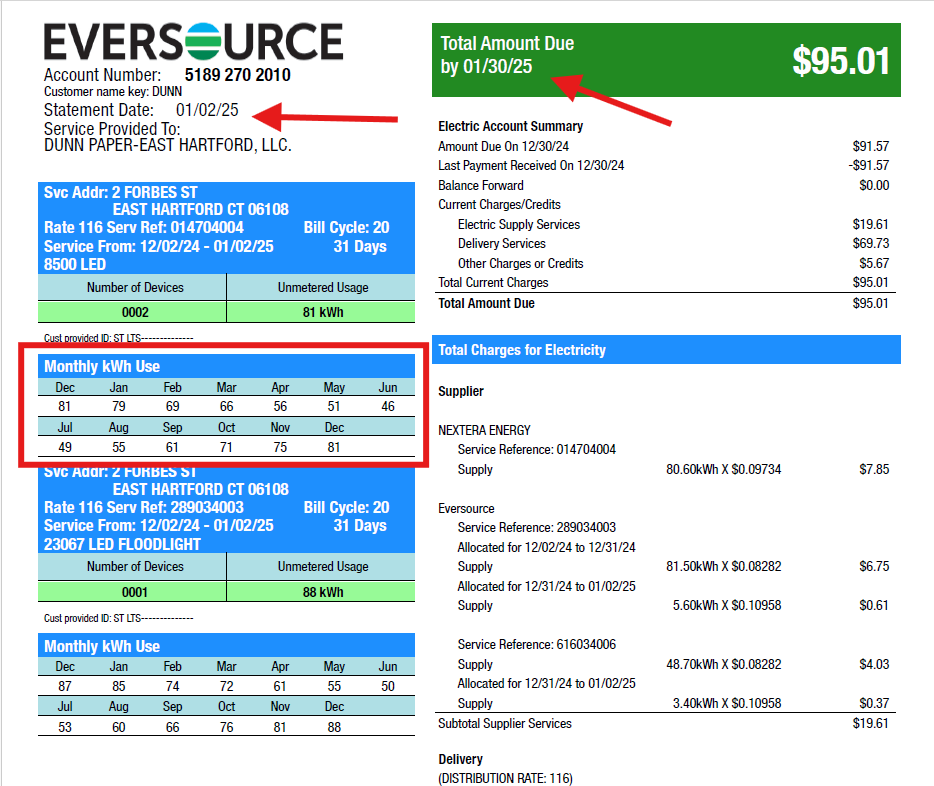 EVERSOURCE
Account Number: 5189 270 2010
Customer name key: DUNN
Statement Date: 01/02/25
Service Provided To:
DUNN PAPER-EAST HARTFORD, LLC.
Svc Addr: 2 FORBES ST
EAST HARTFORD CT 06108
Rate 116 Serv Ref: 014704004 Bill Cycle: 20
Service From: 12/02/24 - 01/02/25 31 Days
8500 LED
Number of Devices Unmetered Usage
0002 81 kWh
Cust provided ID: ST LTS--------------
Monthly kWh Use
Dec Jan Feb Mar Apr May Jun
81 79 69 66 56 51 46
Jul Aug Sep Oct Nov Dec
49 55 61 71 75 81
Svc Addr: 2 FORBES ST
EAST HARTFORD CT 06108
Rate 116 Serv Ref: 289034003 Bill Cycle: 20
Service From: 12/02/24 - 01/02/25 31 Days
23067 LED FLOODLIGHT
Number of Devices Unmetered Usage
0001 88 kWh
Cust provided ID: ST LTS--------------
Monthly kWh Use
Dec Jan Feb Mar Apr May Jun
87 85 74 72 61 55 50
Jul Aug Sep Oct Nov Dec
53 60 66 76 81 88
Total Amount Due
by 01/30/25 $95.01
Electric Account Summary
Amount Due On 12/30/24 $91.57
Last Payment Received On 12/30/24 -$91.57
Balance Forward $0.00
Current Charges/Credits
Electric Supply Services $19.61
Delivery Services $69.73
Other Charges or Credits $5.67
Total Current Charges $95.01
Total Amount Due $95.01
Total Charges for Electricity
Supplier
NEXTERA ENERGY
Service Reference: 014704004
Supply 80.60kWh X $0.09734 $7.85
Eversource
Service Reference: 289034003
Allocated for 12/02/24 to 12/31/24
Supply 81.50kWh X $0.08282 $6.75
Allocated for 12/31/24 to 01/02/25
Supply 5.60kWh X $0.10958 $0.61
Service Reference: 616034006
Supply 48.70kWh X $0.08282 $4.03
Allocated for 12/31/24 to 01/02/25
Supply 3.40kWh X $0.10958 $0.37
Subtotal Supplier Services $19.61
Delivery
(DISTRIBUTION RATE: 116)